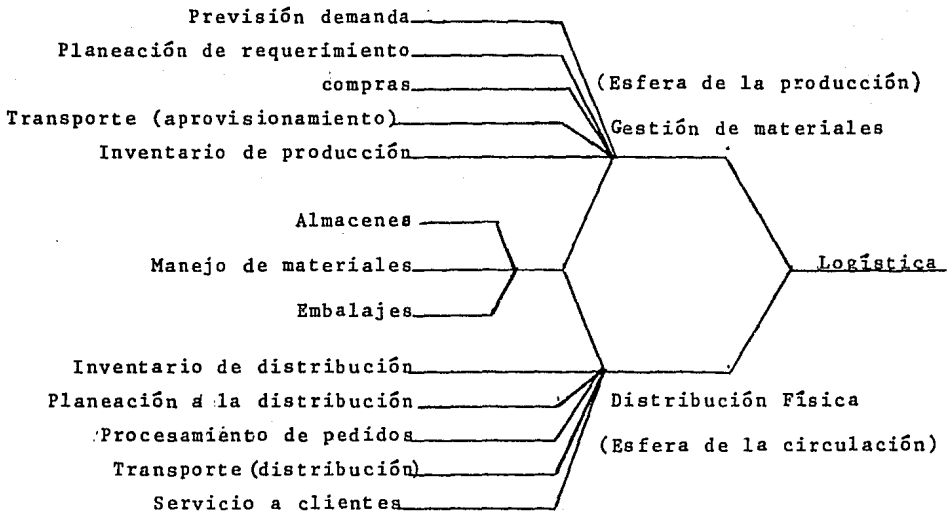 Previsión demanda
Planeación de requerimiento
compras
(Esfera de la producción)
Transporte (aprovisionamiento)
Gestión de materiales
Inventario de producción
Almacenes
Manejo de materiales
Logística
Embalajes
Inventario de distribución
Planeación a la distribución
Distribución Física
Procesamiento de pedidos
(Esfera de la circulación)
Transporte (distribución)
Servicio a clientes